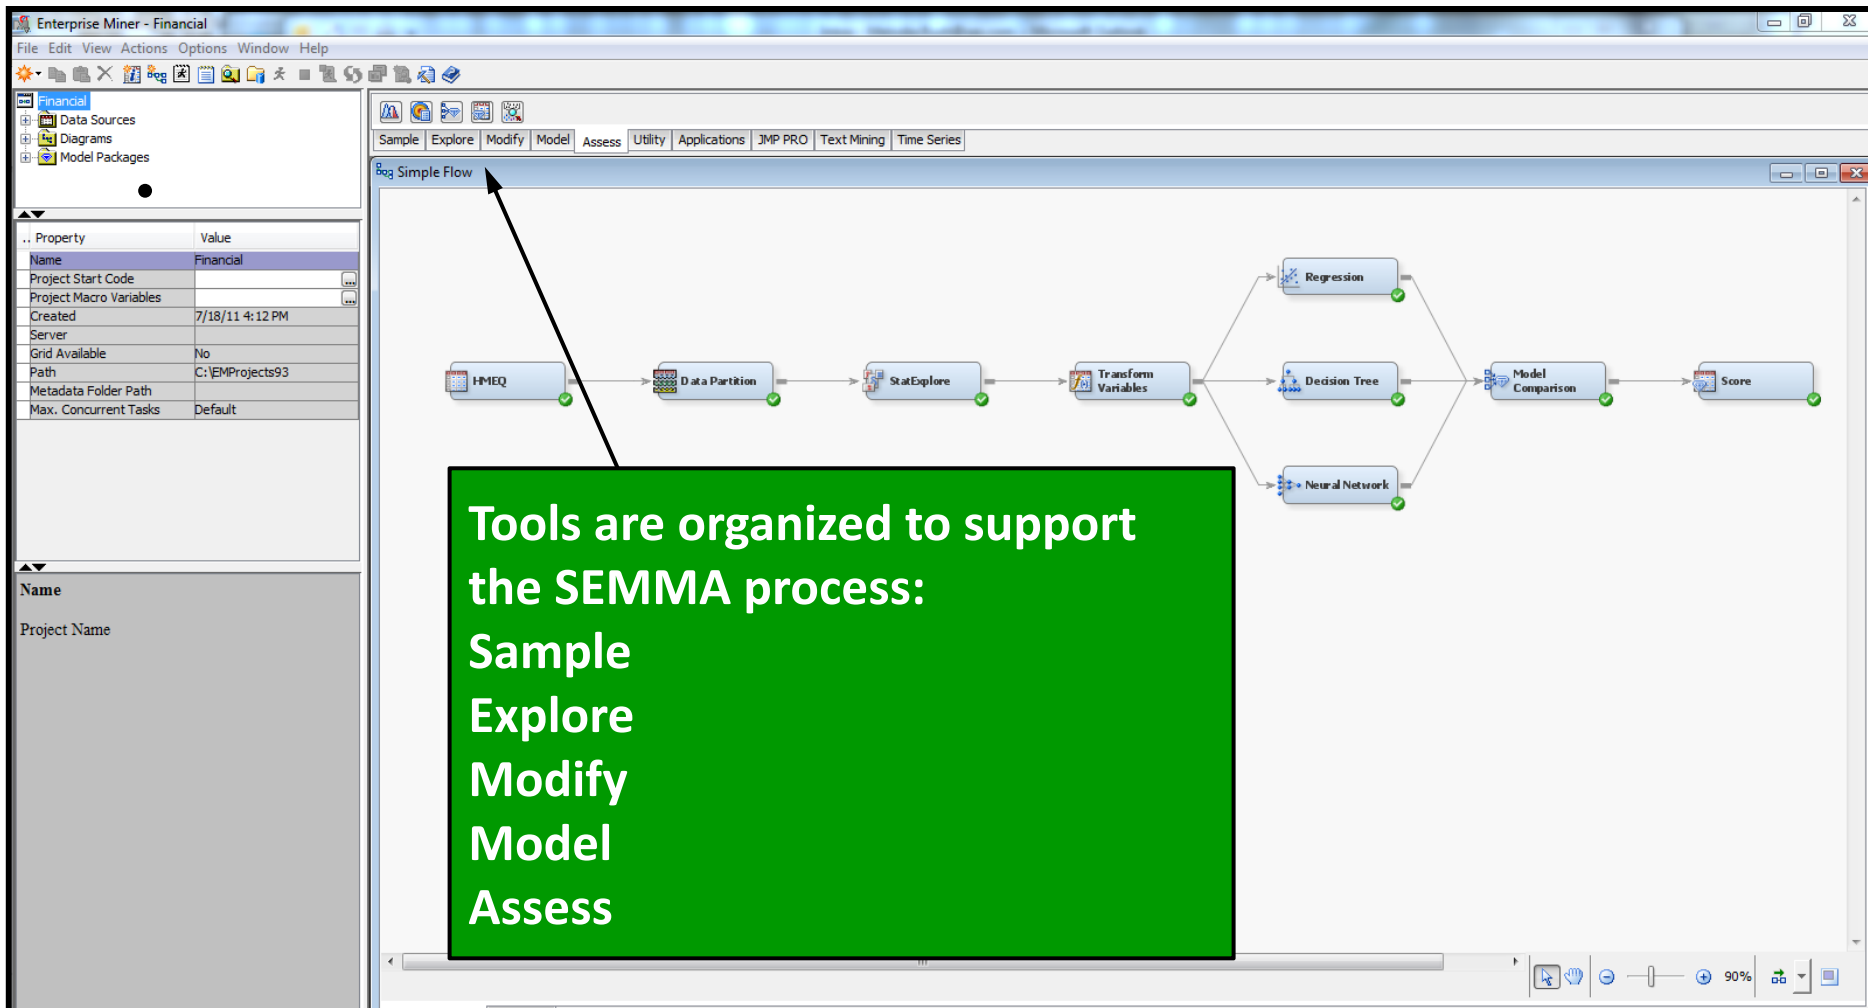 Enterprise Miner - Financial
File Edit View Actions Options Window Help
Financial
Data Sources
Diagrams
Model Packages
Sample Explore Modify Model Assess Utility Applications JMP PRO Text Mining Time Series
Simple Flow
.. Property Value
Name Financial
Project Start Code ...
Project Macro Variables ...
Created 7/18/11 4:12 PM
Server
Grid Available No
Path C:\EMProjects93
Metadata Folder Path
Max. Concurrent Tasks Default
Name
Project Name
HMEQ
Data Partition
StatExplore
Transform
Variables
Regression
Decision Tree
Neural Network
Model
Comparison
Score
Tools are organized to support
the SEMMA process:
Sample
Explore
Modify
Model
Assess
90%